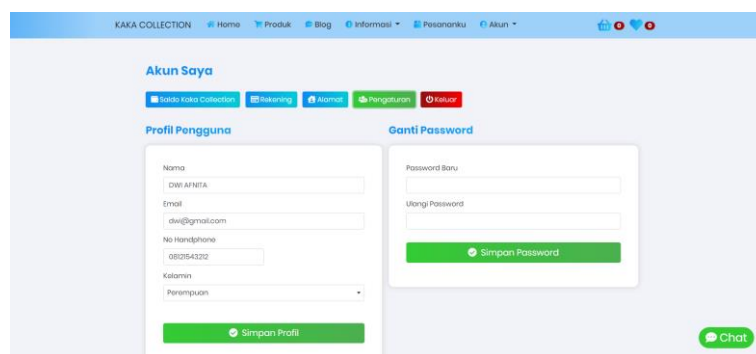 KAKA COLLECTION Home Produk Blog Informasi Pesananku Akun 0 0
Akun Saya
Saldo Kaka Collection Rekening Alamat Pengaturan Keluar
Profil Pengguna
Nama
DWI AFNITA
Email
dwi@gmail.com
No Handphone
08121543212
Kelamin
Perempuan
Simpan Profil
Ganti Password
Password Baru
Ulangi Password
Simpan Password
Chat